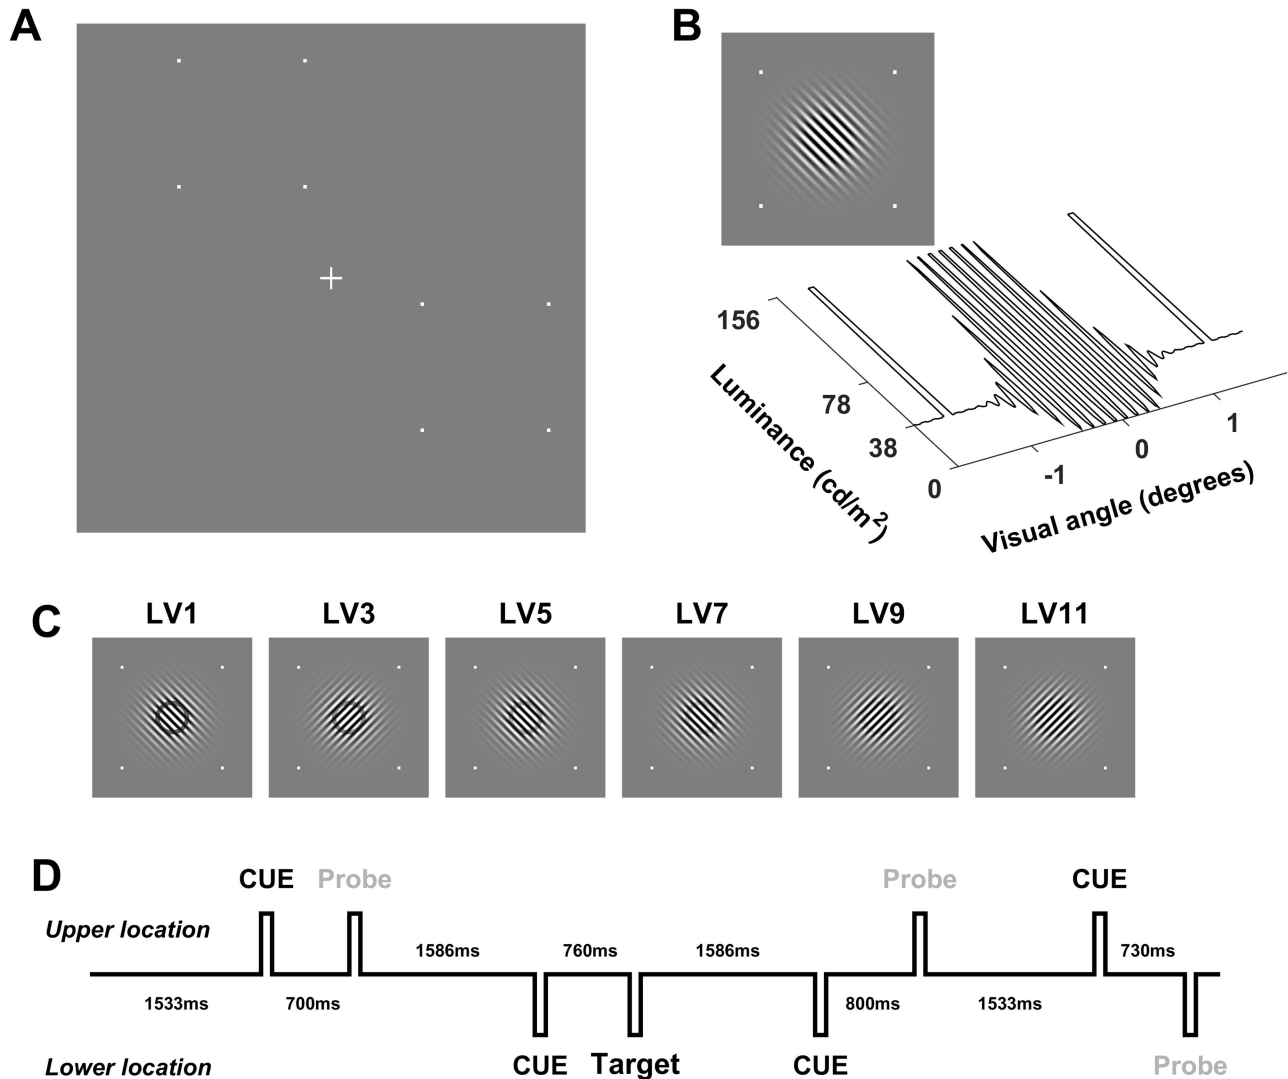 A
B
156
78
38
0
Luminance (cd/m2)
-1
0
1
Visual angle (degrees)
C
LV1 LV3 LV5 LV7 LV9 LV11
D
CUE Probe Probe CUE
Upper location
1586ms 760ms 1586ms 730ms
1533ms 700ms 800ms 1533ms
Lower location CUE Target CUE Probe